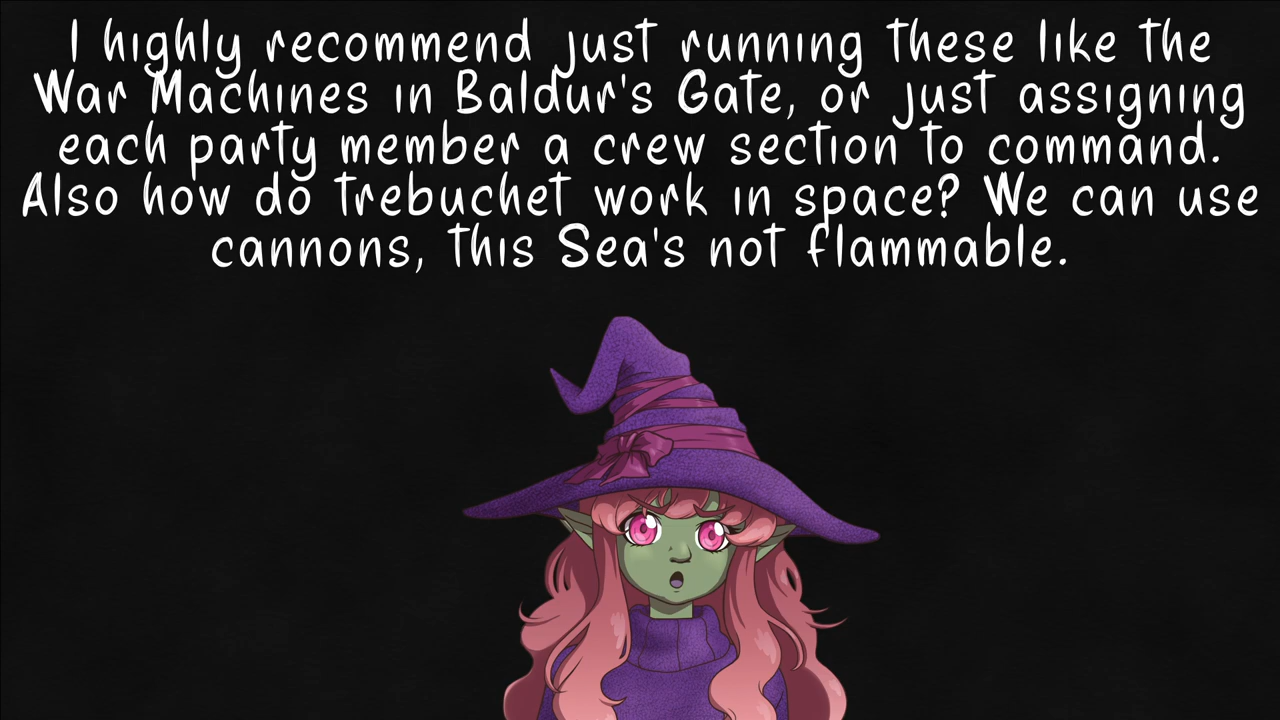 I highly recommend just running these like the
War Machines in Baldur's Gate, or just assigning
each party member a crew section to command.
Also how do trebuchet work in space? We can use
cannons, this Sea's not flammable.